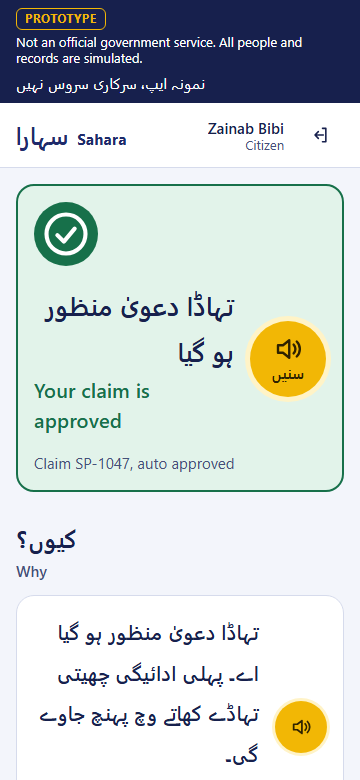 PROTOTYPE
Not an official government service. All people and
records are simulated.
نمونہ ایپ، سرکاری سروس نہیں
سہارا Sahara
Zainab Bibi
Citizen
تہاڈا دعویٰ منظور
ہو گیا
سنیں
Your claim is
approved
Claim SP-1047, auto approved
کیوں؟
Why
تہاڈا دعویٰ منظور ہو گیا
اے۔ پہلی ادائیگی چھیتی
تہاڈے کھاتے وچ پہنچ جاوے
گی۔